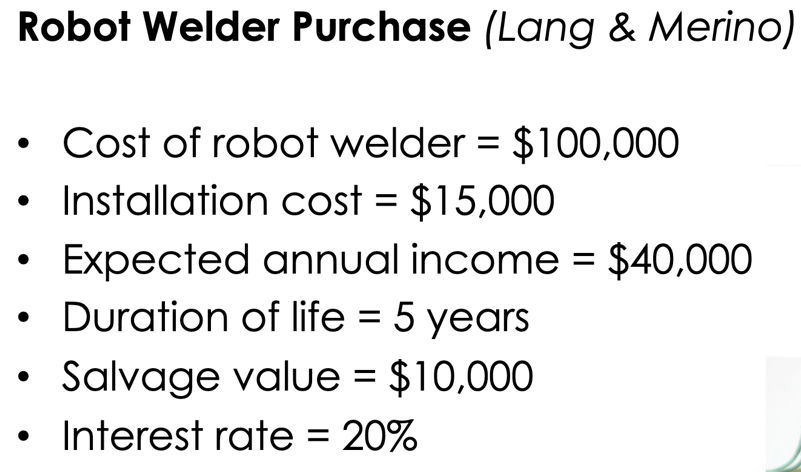 Robot Welder Purchase (Lang & Merino)
• Cost of robot welder = $100,000
• Installation cost = $15,000
• Expected annual income = $40,000
• Duration of life = 5 years
• Salvage value = $10,000
• Interest rate = 20%